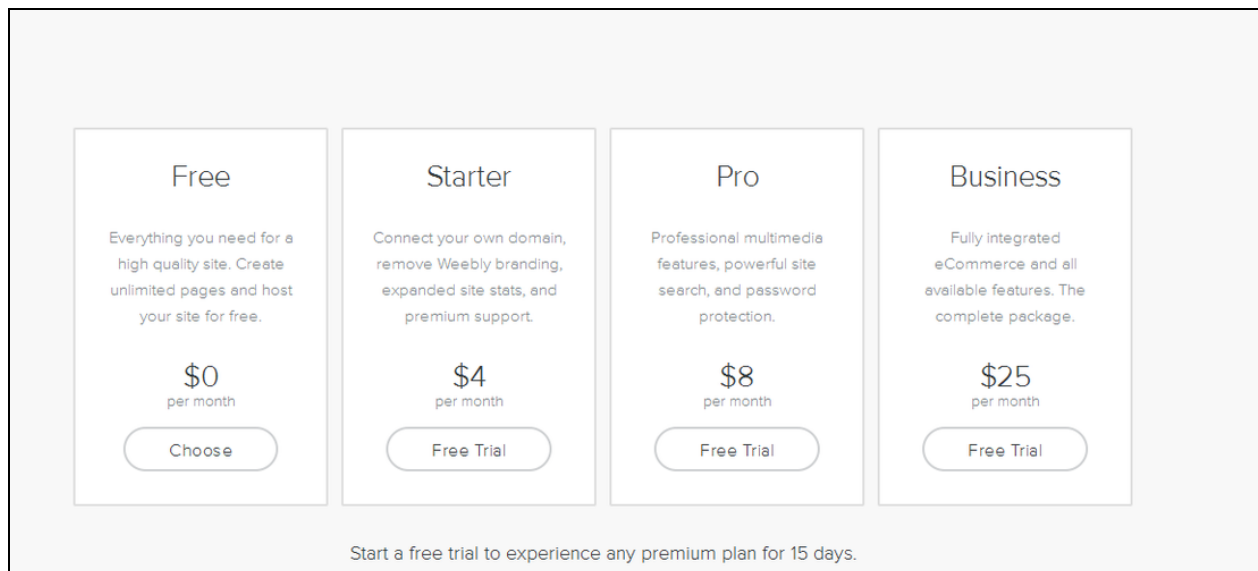 Free
Everything you need for a
high quality site. Create
unlimited pages and host
your site for free.
$0
per month
Choose
Starter
Connect your own domain,
remove Weebly branding,
expanded site stats, and
premium support.
$4
per month
Free Trial
Pro
Professional multimedia
features, powerful site
search, and password
protection.
$8
per month
Free Trial
Business
Fully integrated
eCommerce and all
available features. The
complete package.
$25
per month
Free Trial
Start a free trial to experience any premium plan for 15 days.